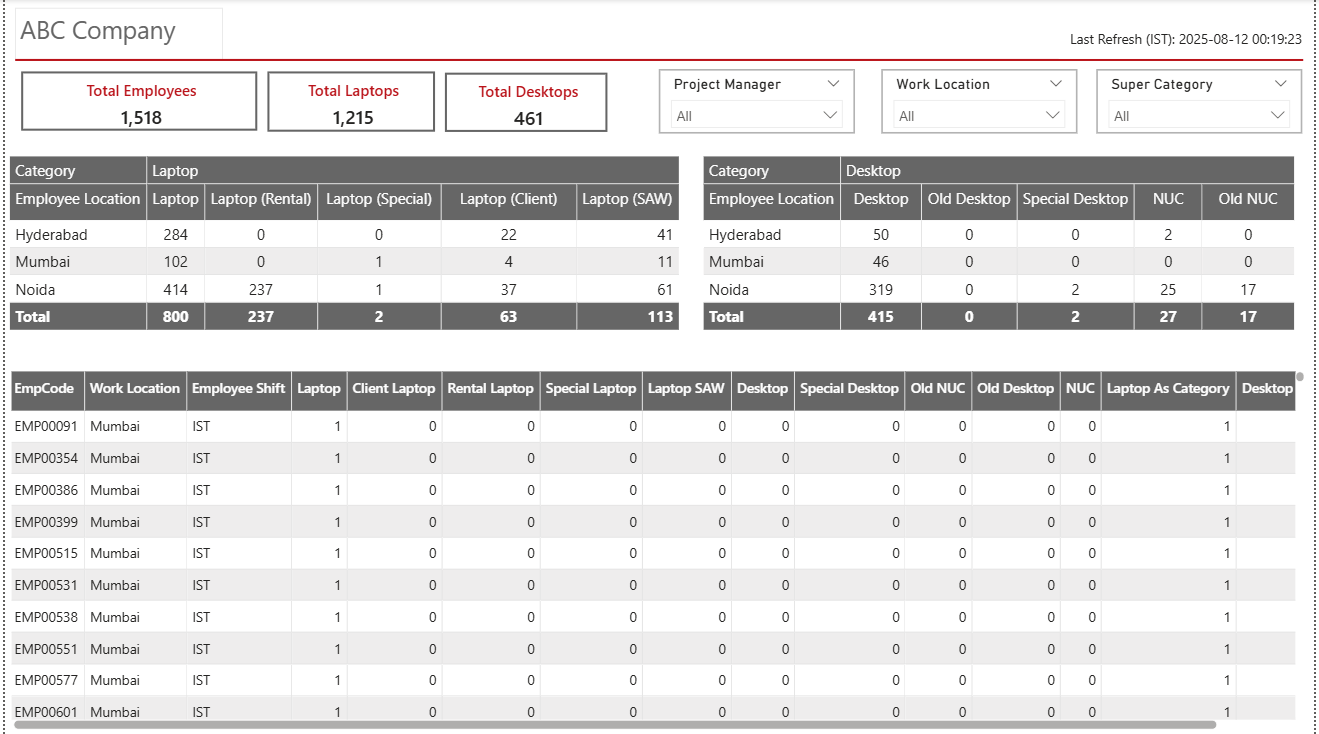 ABC Company
Last Refresh (IST): 2025-08-12 00:19:23
Total Employees
1,518
Total Laptops
1,215
Total Desktops
461
Project Manager
All
Work Location
All
Super Category
All
Category Laptop
Employee Location Laptop Laptop (Rental) Laptop (Special) Laptop (Client) Laptop (SAW)
Hyderabad 284 0 0 22 41
Mumbai 102 0 1 4 11
Noida 414 237 1 37 61
Total 800 237 2 63 113
Category Desktop
Employee Location Desktop Old Desktop Special Desktop NUC Old NUC
Hyderabad 50 0 0 2 0
Mumbai 46 0 0 0 0
Noida 319 0 2 25 17
Total 415 0 2 27 17
EmpCode Work Location Employee Shift Laptop Client Laptop Rental Laptop Special Laptop Laptop SAW Desktop Special Desktop Old NUC Old Desktop NUC Laptop As Category Desktop
EMP00091 Mumbai IST 1 0 0 0 0 0 0 0 0 0 1
EMP00354 Mumbai IST 1 0 0 0 0 0 0 0 0 0 1
EMP00386 Mumbai IST 1 0 0 0 0 0 0 0 0 0 1
EMP00399 Mumbai IST 1 0 0 0 0 0 0 0 0 0 1
EMP00515 Mumbai IST 1 0 0 0 0 0 0 0 0 0 1
EMP00531 Mumbai IST 1 0 0 0 0 0 0 0 0 0 1
EMP00538 Mumbai IST 1 0 0 0 0 0 0 0 0 0 1
EMP00551 Mumbai IST 1 0 0 0 0 0 0 0 0 0 1
EMP00577 Mumbai IST 1 0 0 0 0 0 0 0 0 0 1
EMP00601 Mumbai IST 1 0 0 0 0 0 0 0 0 0 1